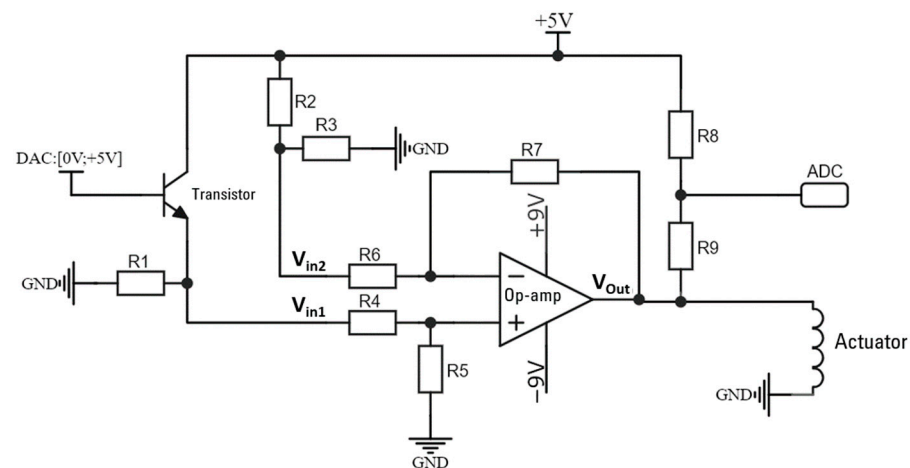 +5V
R2
R3
GND
R8
DAC:[0V;+5V]
Transistor
R7
ADC
+9V
R9
Vin2
R6
Op-amp
VOut
GND
R1
Vin1
R4
R5
-9V
Actuator
GND
GND